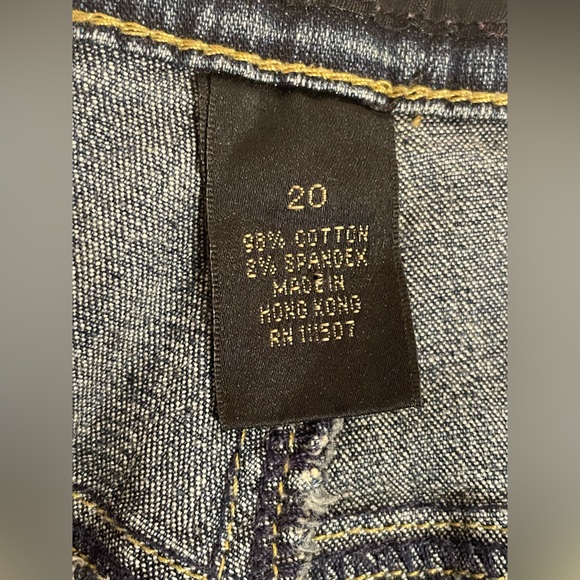 20
98% COTTON
2% SPANDEX
MADE IN
HONG KONG
RN 111507